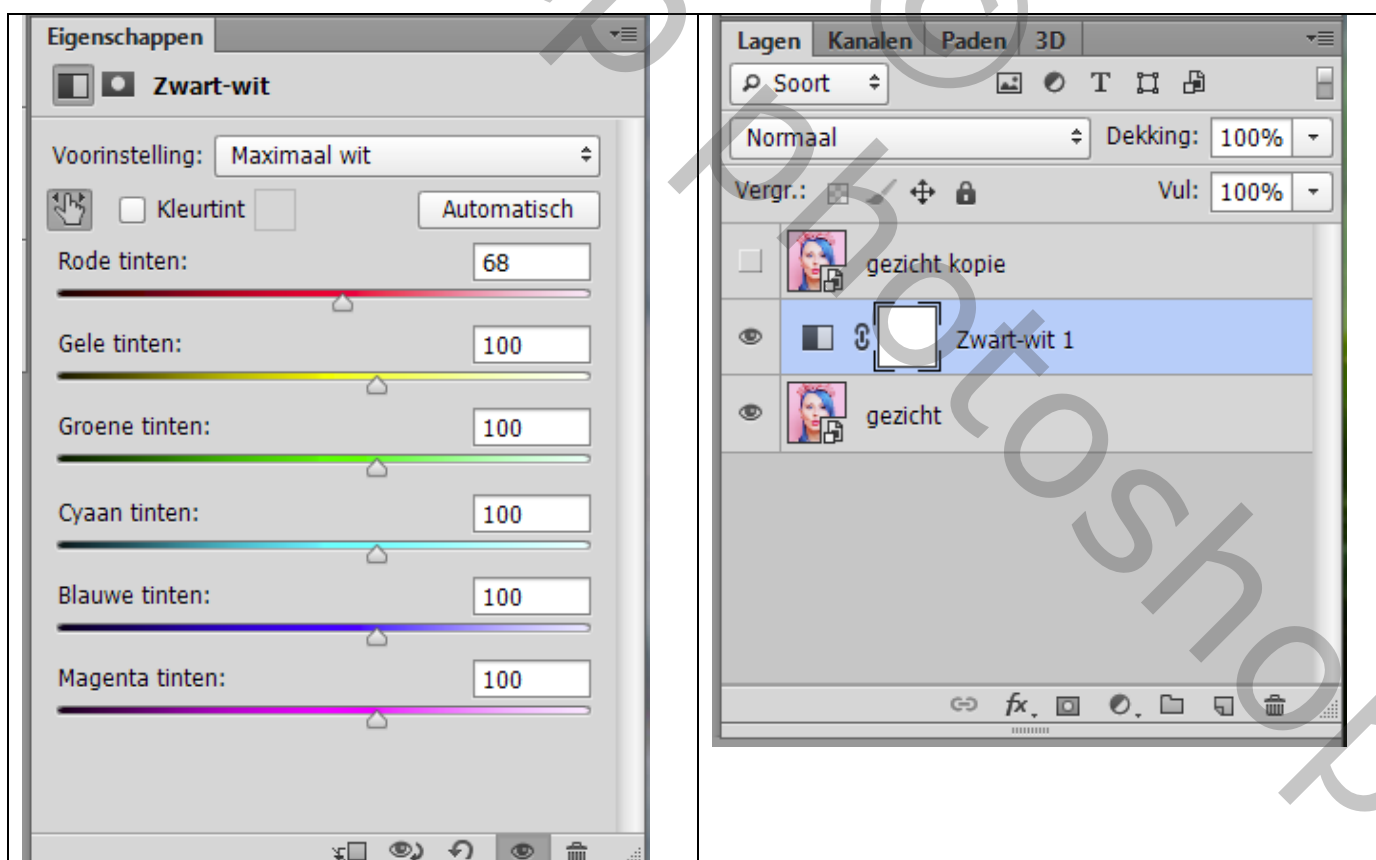 Eigenschappen
Zwart-wit
Voorinstelling: Maximaal wit
Kleurtint Automatisch
Rode tinten: 68
Gele tinten: 100
Groene tinten: 100
Cyaan tinten: 100
Blauwe tinten: 100
Magenta tinten: 100
Lagen Kanalen Paden 3D
Soort T
Normaal Dekking: 100%
Vergr.: Vul: 100%
gezicht kopie
Zwart-wit 1
gezicht
fx
© photoshop